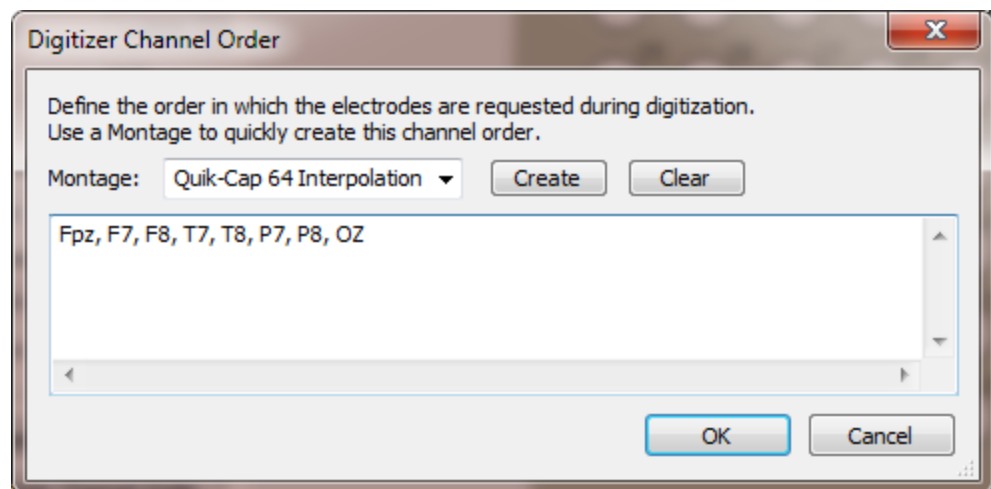 Digitizer Channel Order
Define the order in which the electrodes are requested during digitization.
Use a Montage to quickly create this channel order.
Montage: Quik-Cap 64 Interpolation Create Clear
Fpz, F7, F8, T7, T8, P7, P8, OZ
OK Cancel